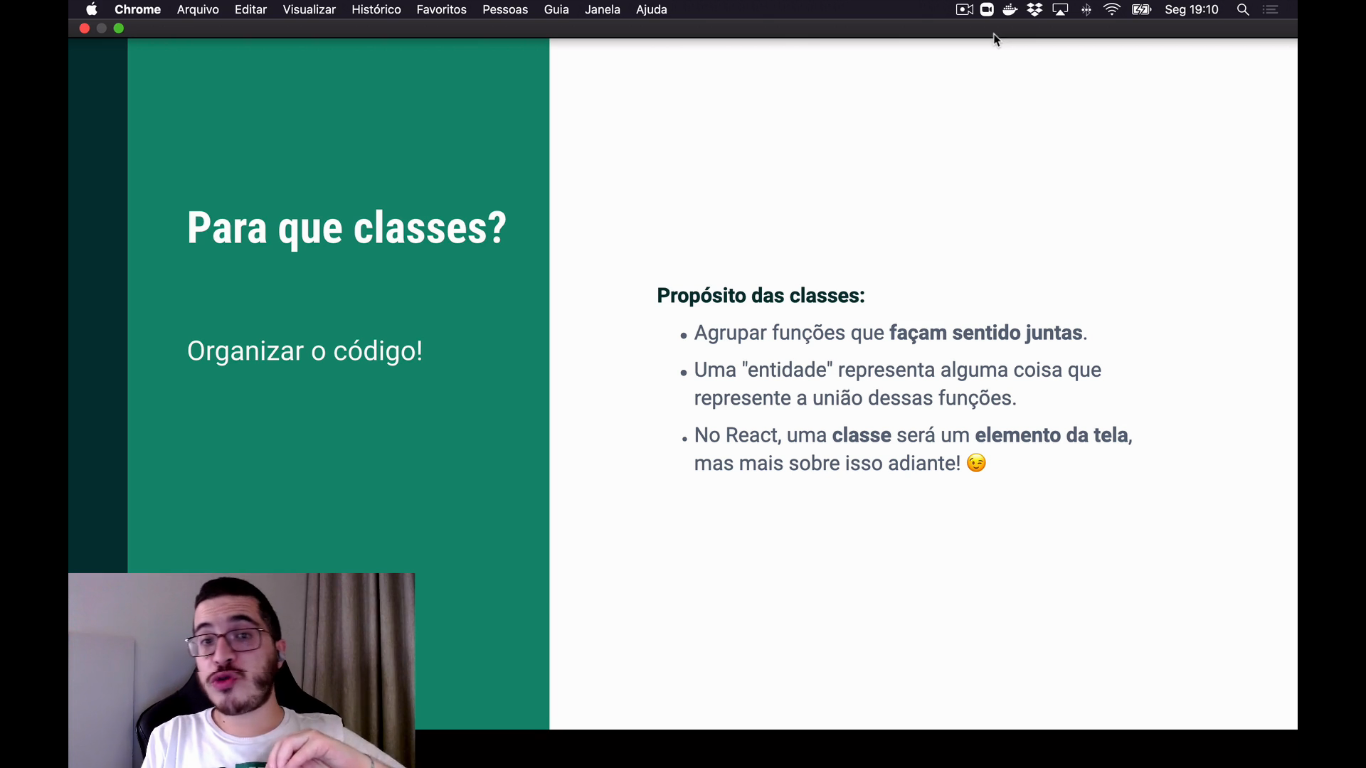 Chrome Arquivo Editar Visualizar Histórico Favoritos Pessoas Guia Janela Ajuda Seg 19:10
Para que classes?
Organizar o código!
Propósito das classes:
• Agrupar funções que façam sentido juntas.
• Uma "entidade" representa alguma coisa que
represente a união dessas funções.
• No React, uma classe será um elemento da tela,
mas mais sobre isso adiante! 😉